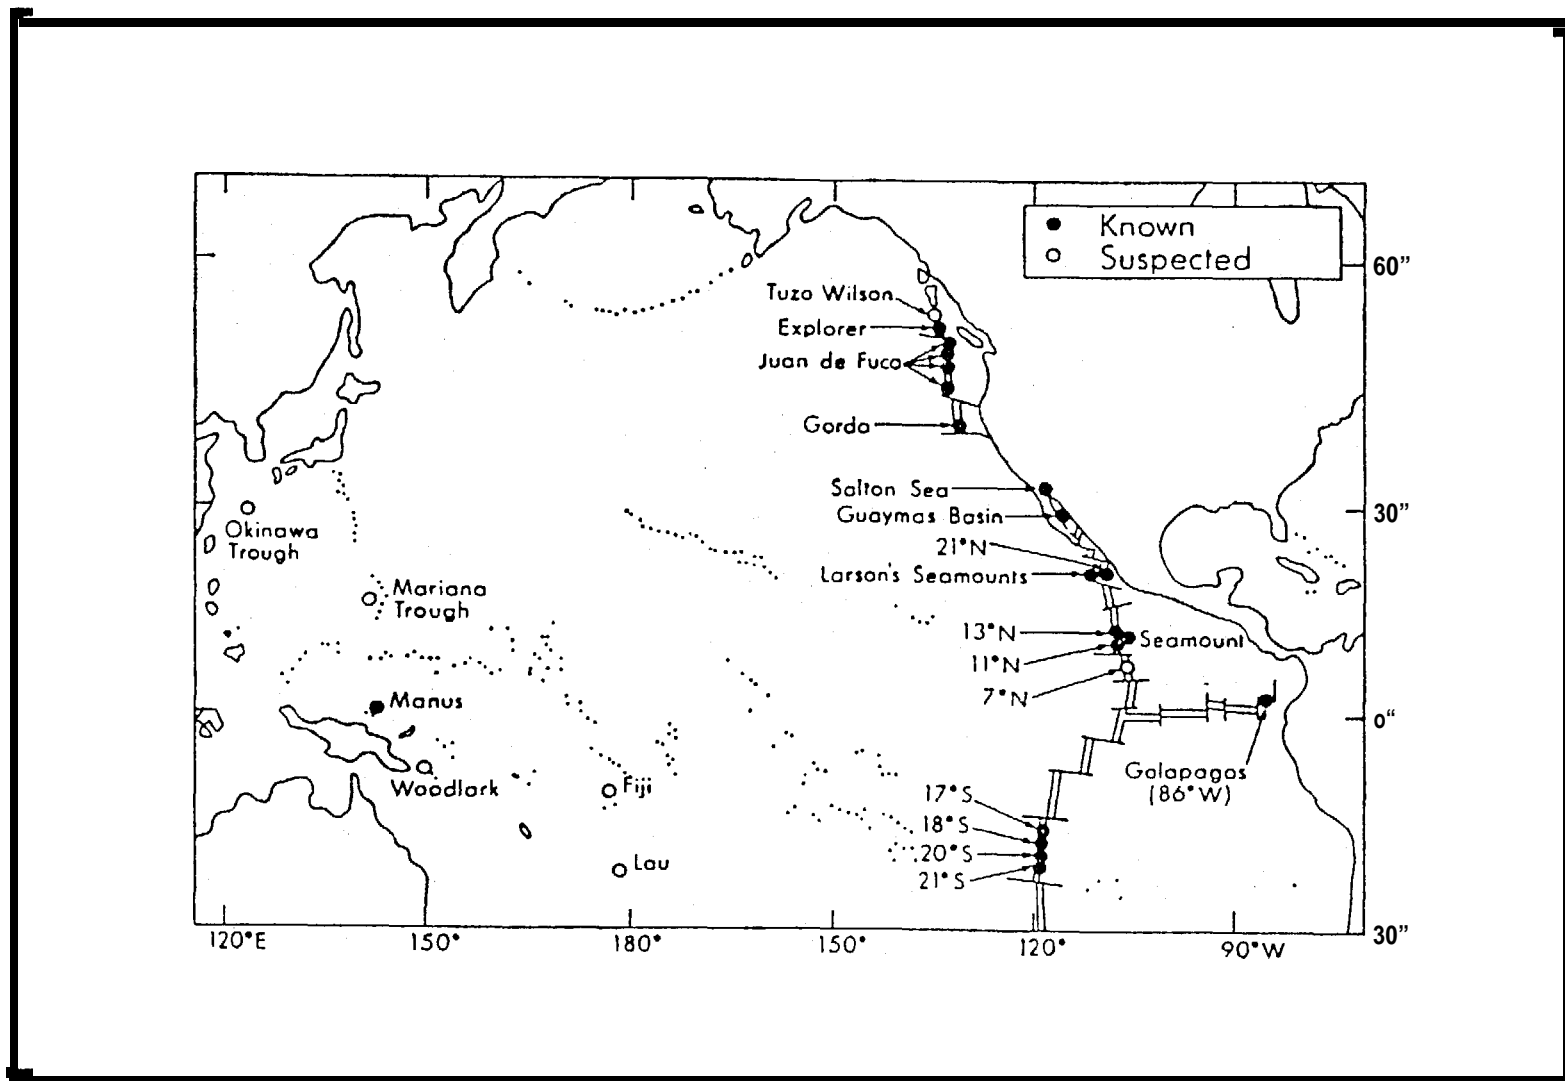 Known
Suspected
60”
Tuzo Wilson
Explorer
Juan de Fuca
Gorda
Salton Sea
30”
Guaymas Basin
Okinawa
Trough
21°N
Larson's Seamounts
Mariana
Trough
13°N
Seamount
11°N
7°N
Manus
0“
Galapagos
(86°W)
Woodlark
Fiji
17°S
18°S
20°S
Lau
21°S
30”
120°E
150°
180°
150°
120°
90°W